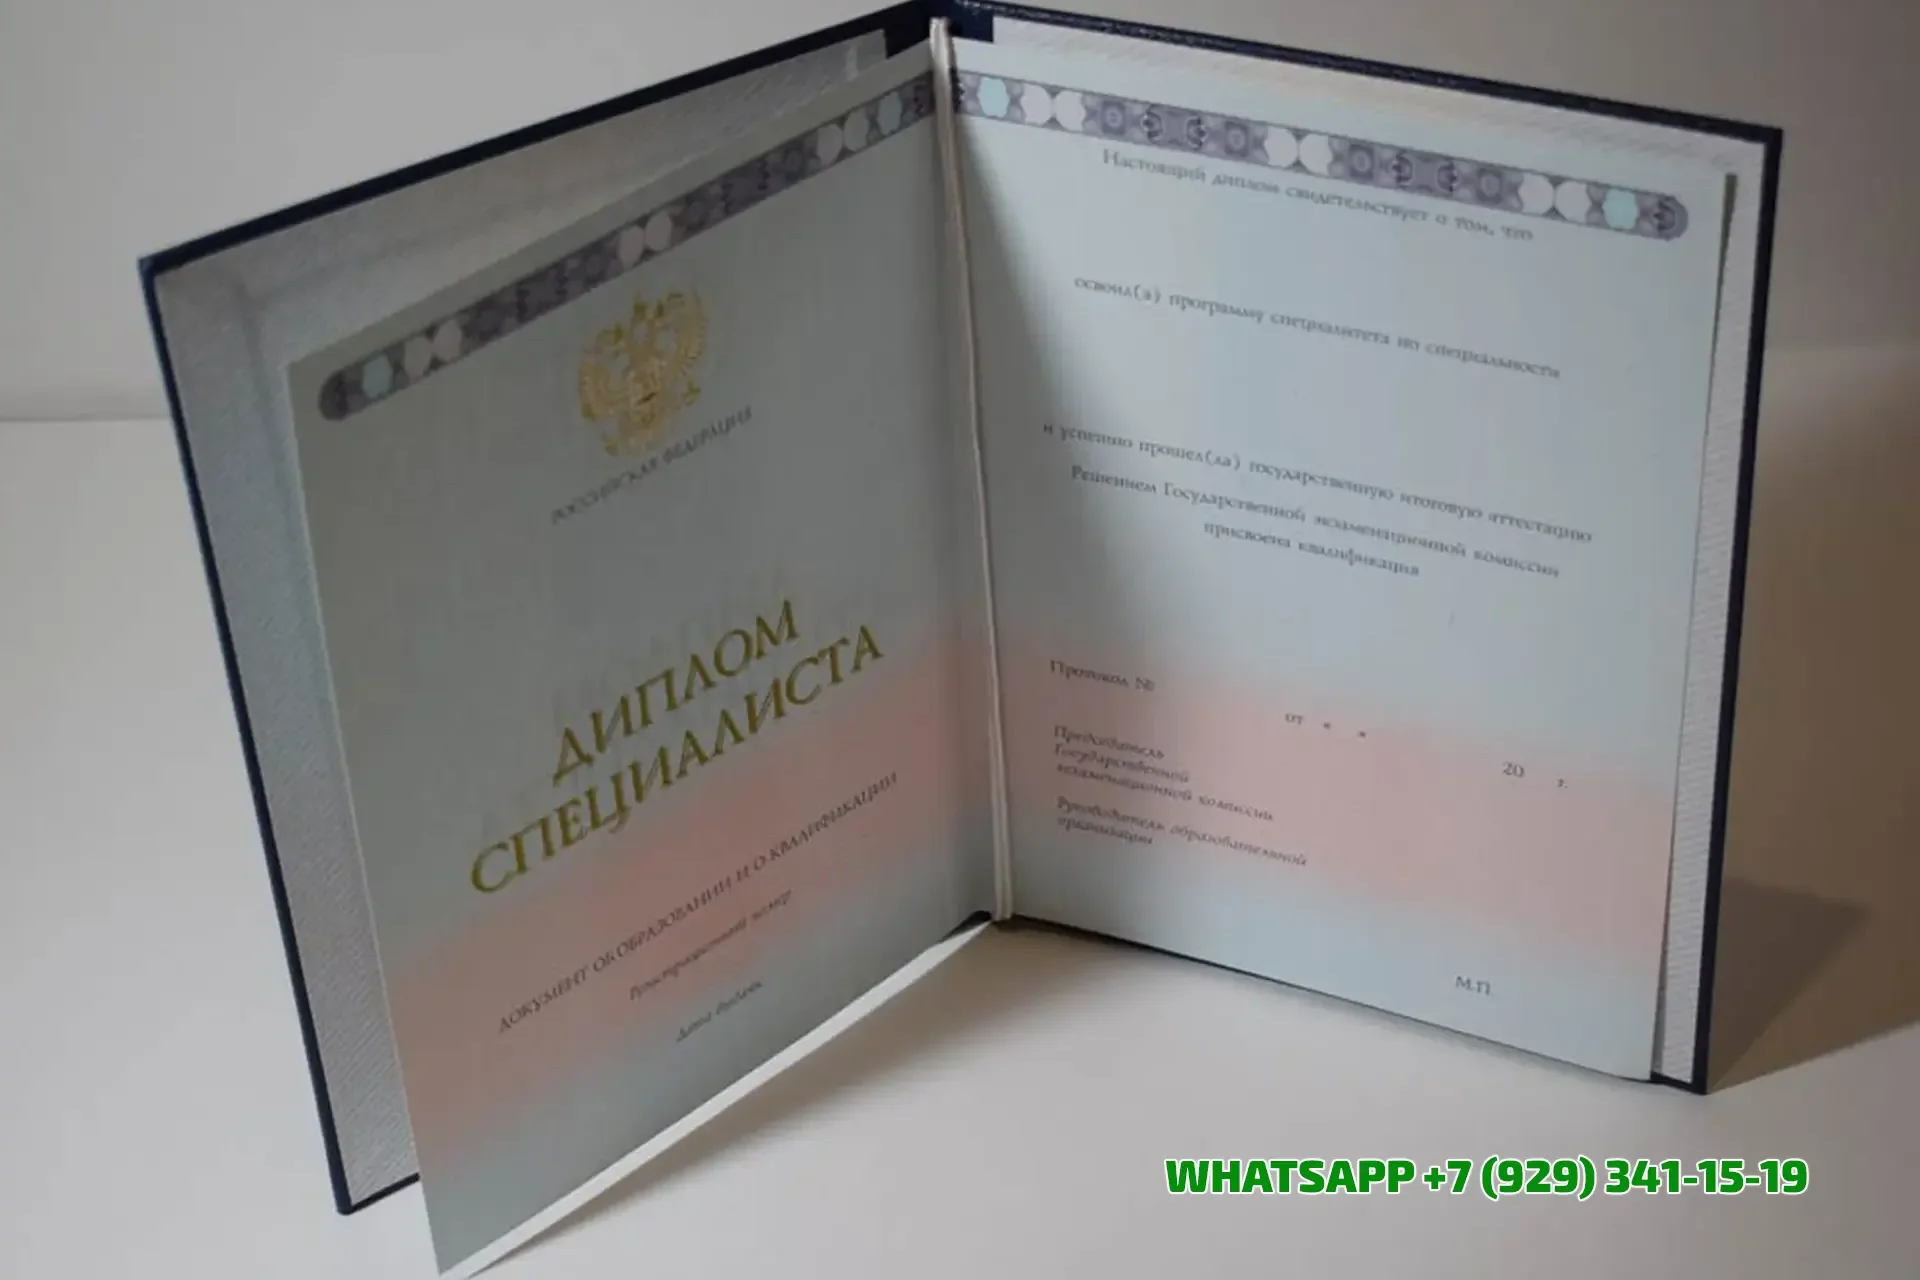 РОССИЙСКАЯ ФЕДЕРАЦИЯ
ДИПЛОМ
СПЕЦИАЛИСТА
ДОКУМЕНТ ОБ ОБРАЗОВАНИИ И О КВАЛИФИКАЦИИ
Регистрационный номер
Дата выдачи
Настоящий диплом свидетельствует о том, что
освоил(а) программу специалитета по специальности
и успешно прошел(ла) государственную итоговую аттестацию
Решением Государственной экзаменационной комиссии
присвоена квалификация
Протокол №
от « »
20 г.
Председатель
Государственной
экзаменационной комиссии
Руководитель образовательной
организации
М.П.
WHATSAPP +7 (929) 341-15-19